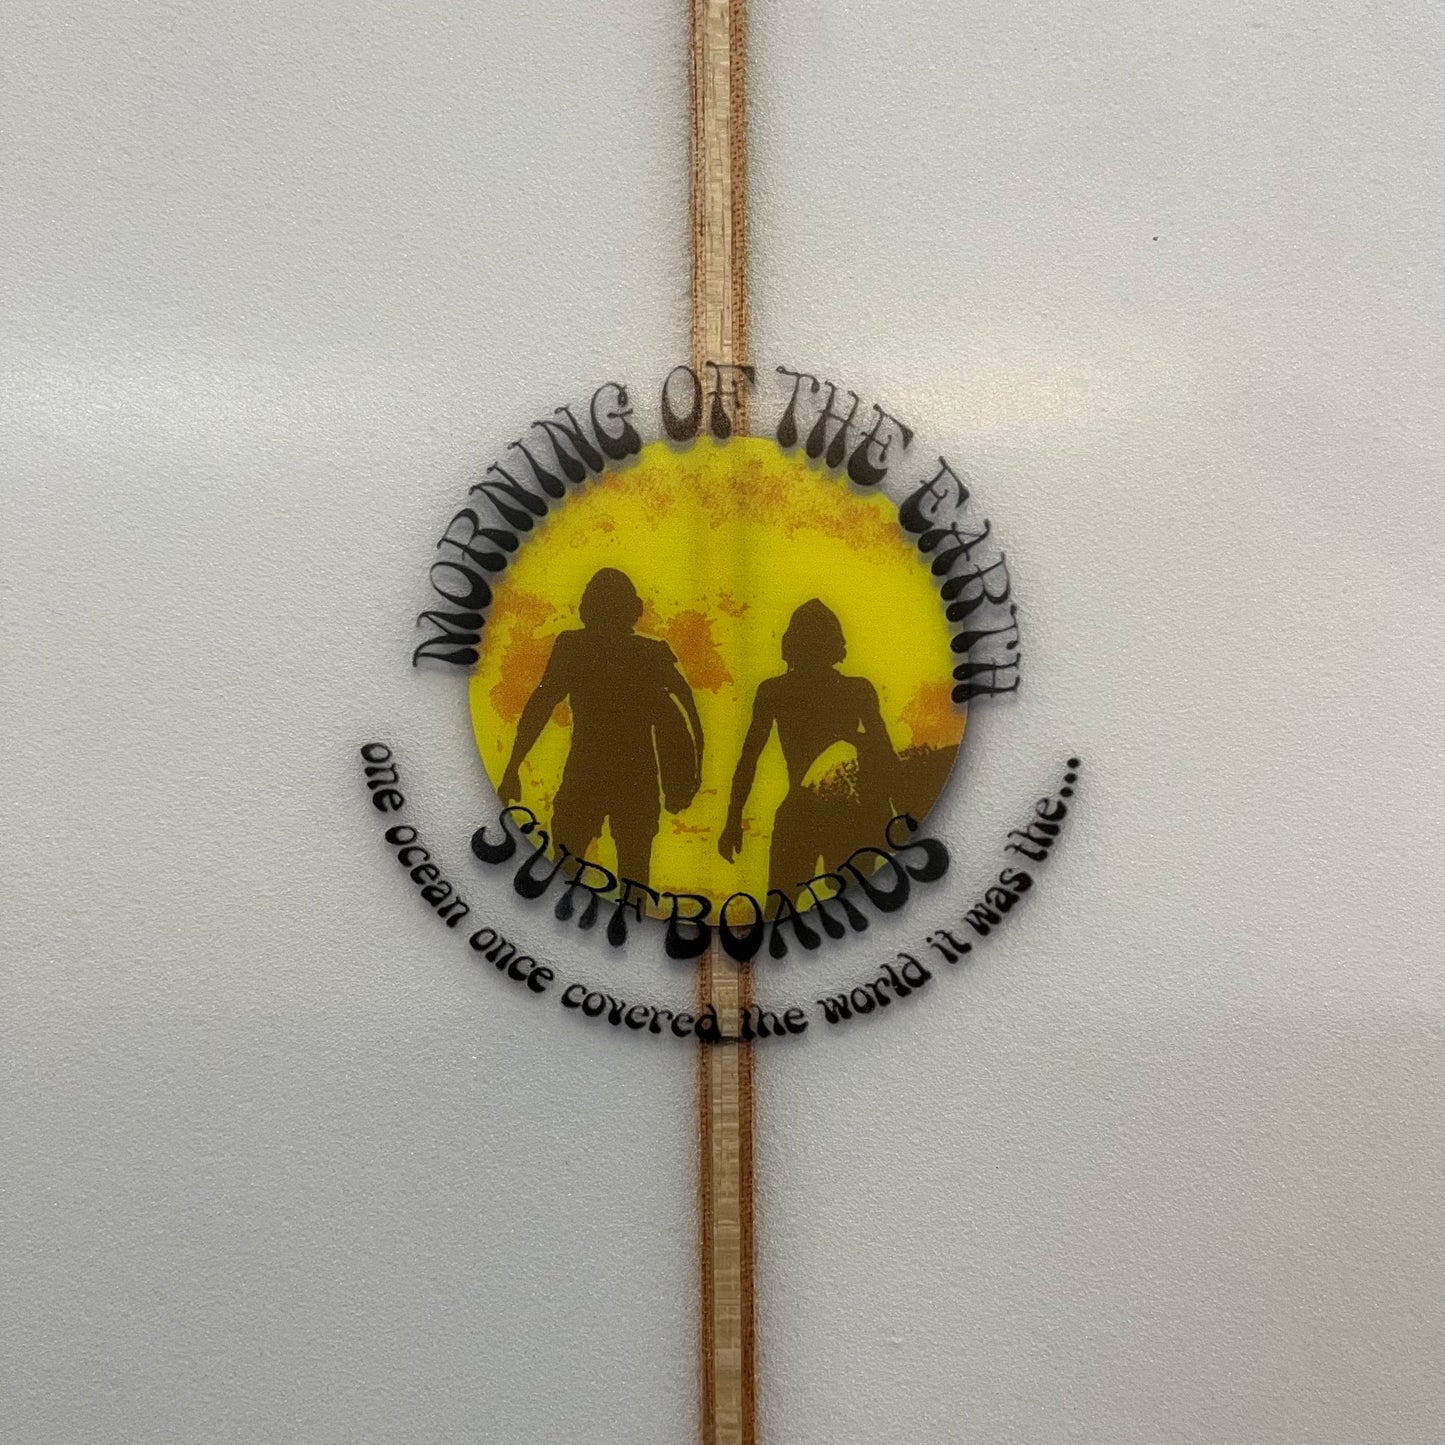 MORNING OF THE EARTH
SURFBOARDS
one ocean once covered the world it was the...